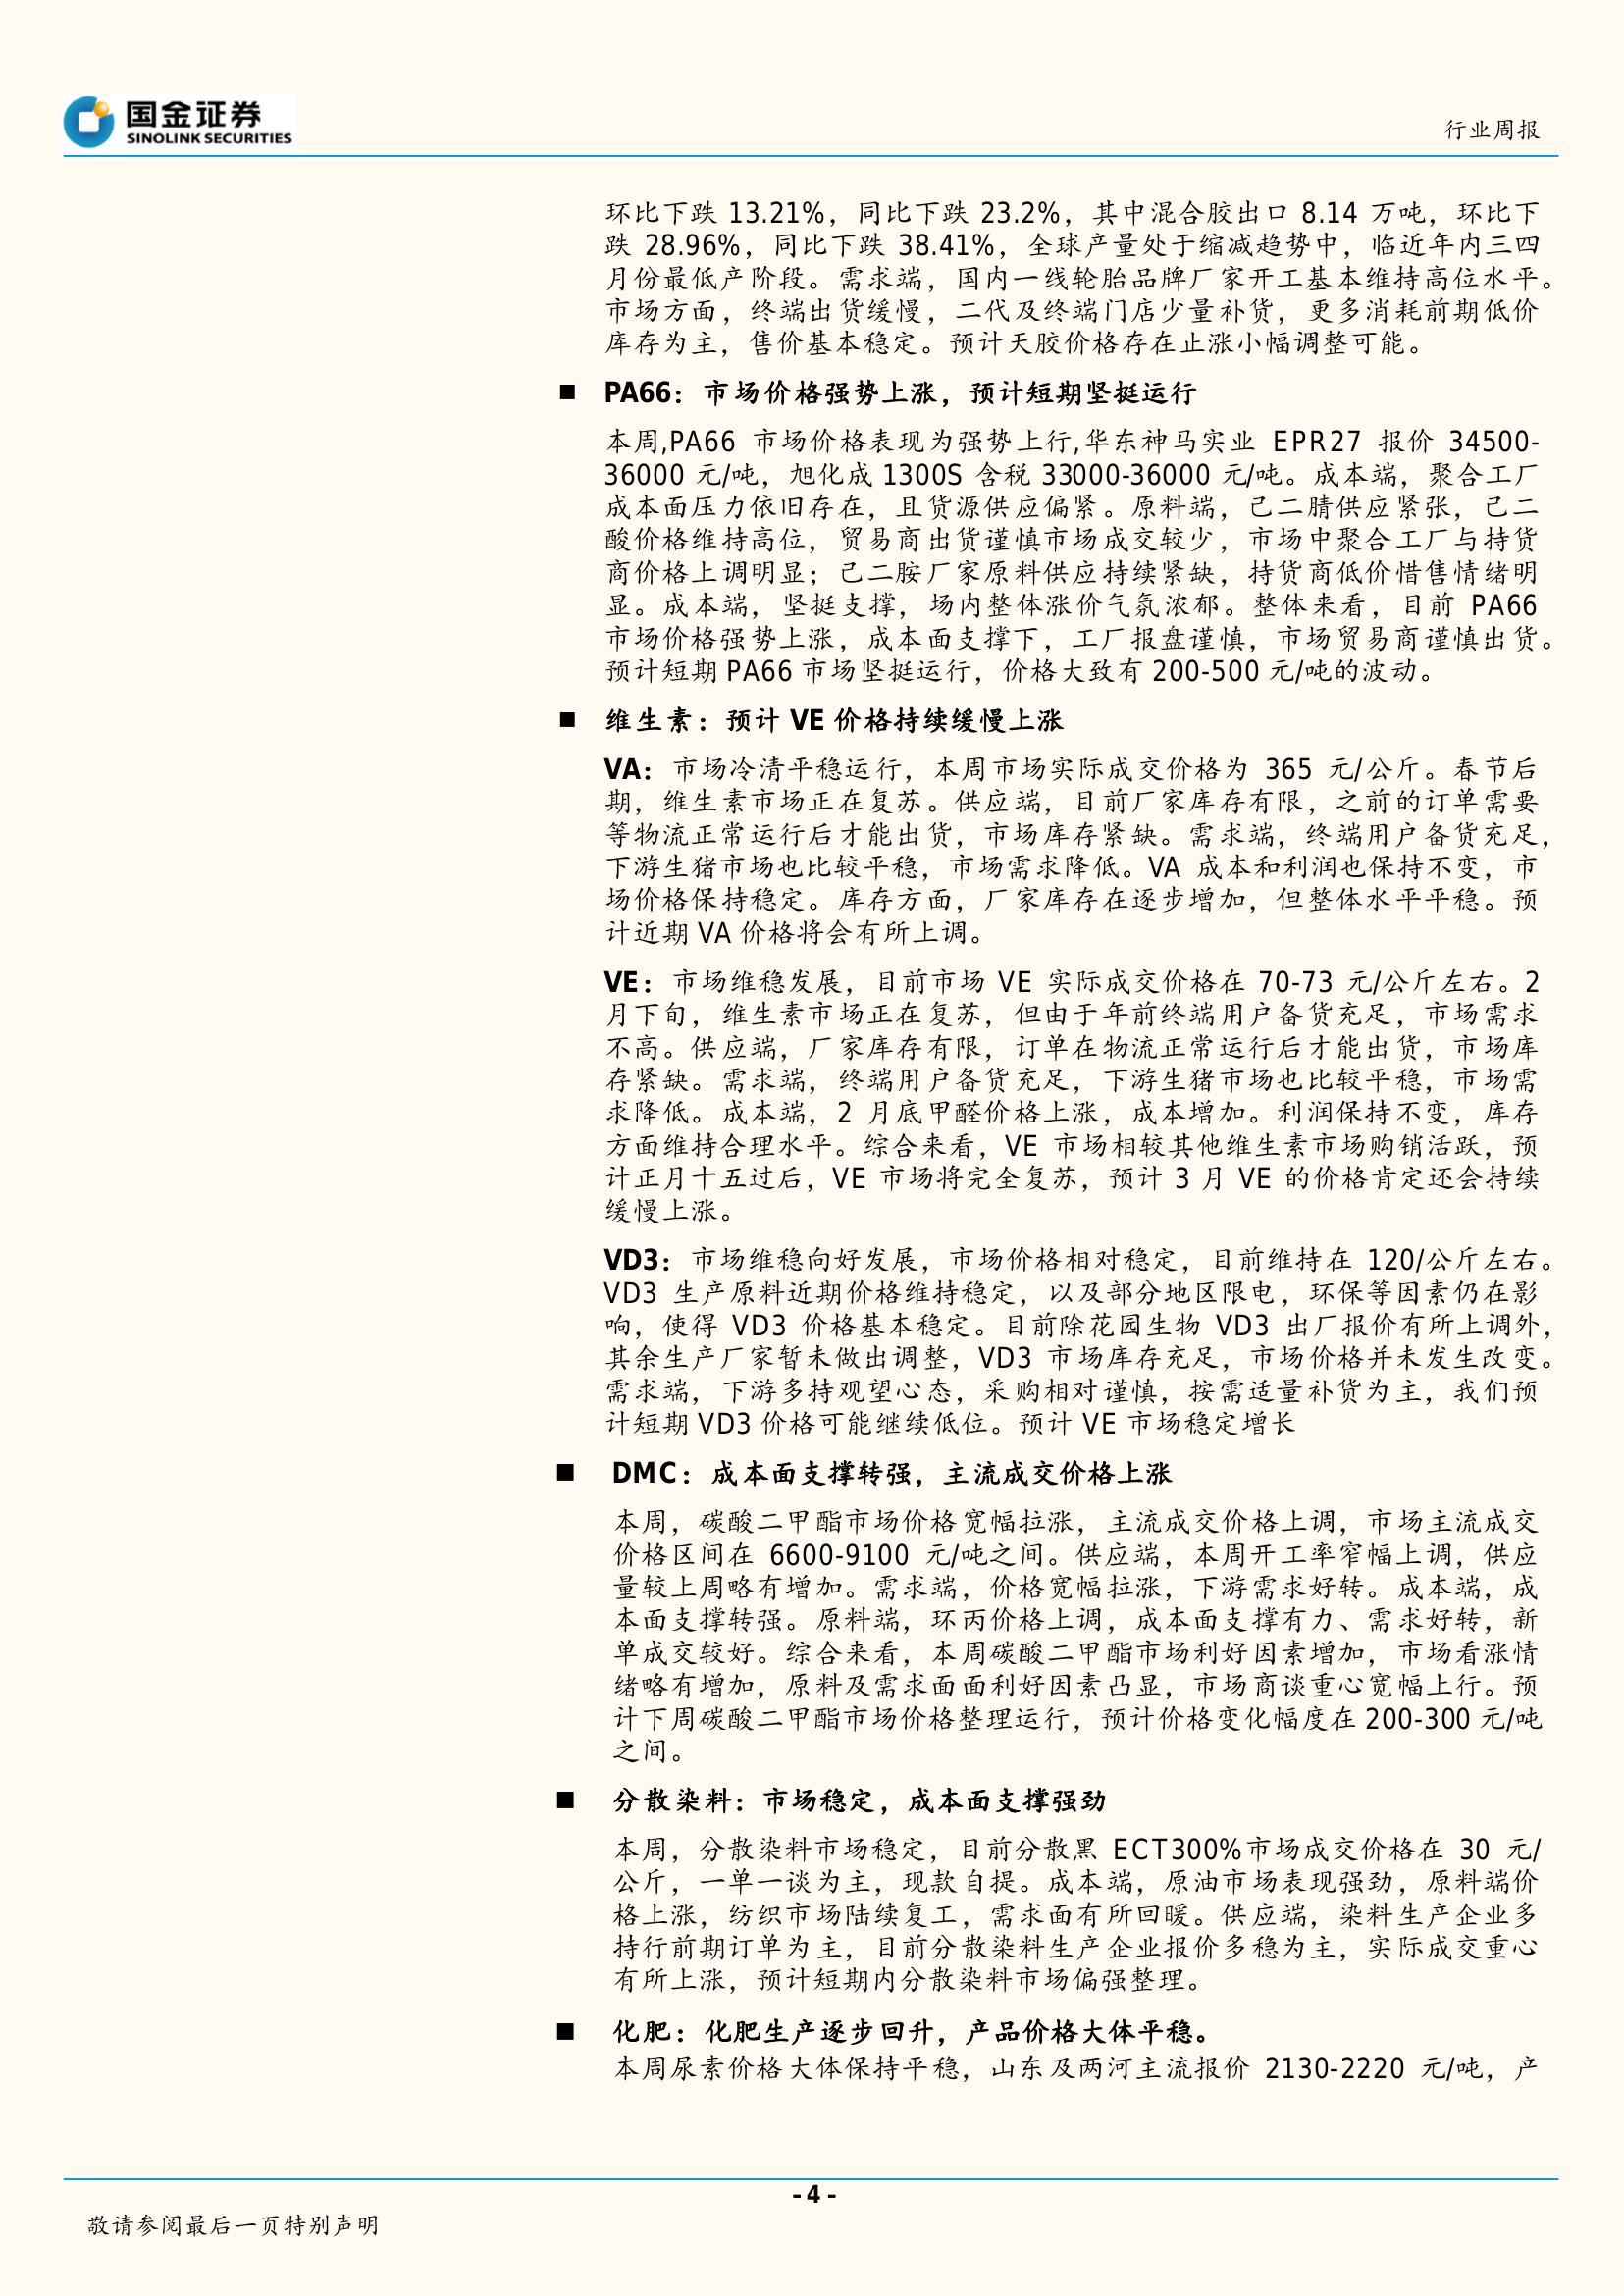 国金证券
SINOLINK SECURITIES
行业周报
环比下跌 13.21%，同比下跌 23.2%，其中混合胶出口 8.14 万吨，环比下
跌 28.96%，同比下跌 38.41%，全球产量处于缩减趋势中，临近年内三四
月份最低产阶段。需求端，国内一线轮胎品牌厂家开工基本维持高位水平。
市场方面，终端出货缓慢，二代及终端门店少量补货，更多消耗前期低价
库存为主，售价基本稳定。预计天胶价格存在止涨小幅调整可能。
■ PA66：市场价格强势上涨，预计短期坚挺运行
本周,PA66 市场价格表现为强势上行,华东神马实业 EPR27 报价 34500-
36000 元/吨，旭化成 1300S 含税 33000-36000 元/吨。成本端，聚合工厂
成本面压力依旧存在，且货源供应偏紧。原料端，己二腈供应紧张，己二
酸价格维持高位，贸易商出货谨慎市场成交较少，市场中聚合工厂与持货
商价格上调明显；己二胺厂家原料供应持续紧缺，持货商低价惜售情绪明
显。成本端，坚挺支撑，场内整体涨价气氛浓郁。整体来看，目前 PA66
市场价格强势上涨，成本面支撑下，工厂报盘谨慎，市场贸易商谨慎出货。
预计短期 PA66 市场坚挺运行，价格大致有 200-500 元/吨的波动。
■ 维生素：预计 VE 价格持续缓慢上涨
VA：市场冷清平稳运行，本周市场实际成交价格为 365 元/公斤。春节后
期，维生素市场正在复苏。供应端，目前厂家库存有限，之前的订单需要
等物流正常运行后才能出货，市场库存紧缺。需求端，终端用户备货充足，
下游生猪市场也比较平稳，市场需求降低。VA 成本和利润也保持不变，市
场价格保持稳定。库存方面，厂家库存在逐步增加，但整体水平平稳。预
计近期 VA 价格将会有所上调。
VE：市场维稳发展，目前市场 VE 实际成交价格在 70-73 元/公斤左右。2
月下旬，维生素市场正在复苏，但由于年前终端用户备货充足，市场需求
不高。供应端，厂家库存有限，订单在物流正常运行后才能出货，市场库
存紧缺。需求端，终端用户备货充足，下游生猪市场也比较平稳，市场需
求降低。成本端，2 月底甲醛价格上涨，成本增加。利润保持不变，库存
方面维持合理水平。综合来看，VE 市场相较其他维生素市场购销活跃，预
计正月十五过后，VE 市场将完全复苏，预计 3 月 VE 的价格肯定还会持续
缓慢上涨。
VD3：市场维稳向好发展，市场价格相对稳定，目前维持在 120/公斤左右。
VD3 生产原料近期价格维持稳定，以及部分地区限电，环保等因素仍在影
响，使得 VD3 价格基本稳定。目前除花园生物 VD3 出厂报价有所上调外，
其余生产厂家暂未做出调整，VD3 市场库存充足，市场价格并未发生改变。
需求端，下游多持观望心态，采购相对谨慎，按需适量补货为主，我们预
计短期 VD3 价格可能继续低位。预计 VE 市场稳定增长
■ DMC：成本面支撑转强，主流成交价格上涨
本周，碳酸二甲酯市场价格宽幅拉涨，主流成交价格上调，市场主流成交
价格区间在 6600-9100 元/吨之间。供应端，本周开工率窄幅上调，供应
量较上周略有增加。需求端，价格宽幅拉涨，下游需求好转。成本端，成
本面支撑转强。原料端，环丙价格上调，成本面支撑有力、需求好转，新
单成交较好。综合来看，本周碳酸二甲酯市场利好因素增加，市场看涨情
绪略有增加，原料及需求面面利好因素凸显，市场商谈重心宽幅上行。预
计下周碳酸二甲酯市场价格整理运行，预计价格变化幅度在 200-300 元/吨
之间。
■ 分散染料：市场稳定，成本面支撑强劲
本周，分散染料市场稳定，目前分散黑 ECT300%市场成交价格在 30 元/
公斤，一单一谈为主，现款自提。成本端，原油市场表现强劲，原料端价
格上涨，纺织市场陆续复工，需求面有所回暖。供应端，染料生产企业多
持行前期订单为主，目前分散染料生产企业报价多稳为主，实际成交重心
有所上涨，预计短期内分散染料市场偏强整理。
■ 化肥：化肥生产逐步回升，产品价格大体平稳。
本周尿素价格大体保持平稳，山东及两河主流报价 2130-2220 元/吨，产
- 4 -
敬请参阅最后一页特别声明